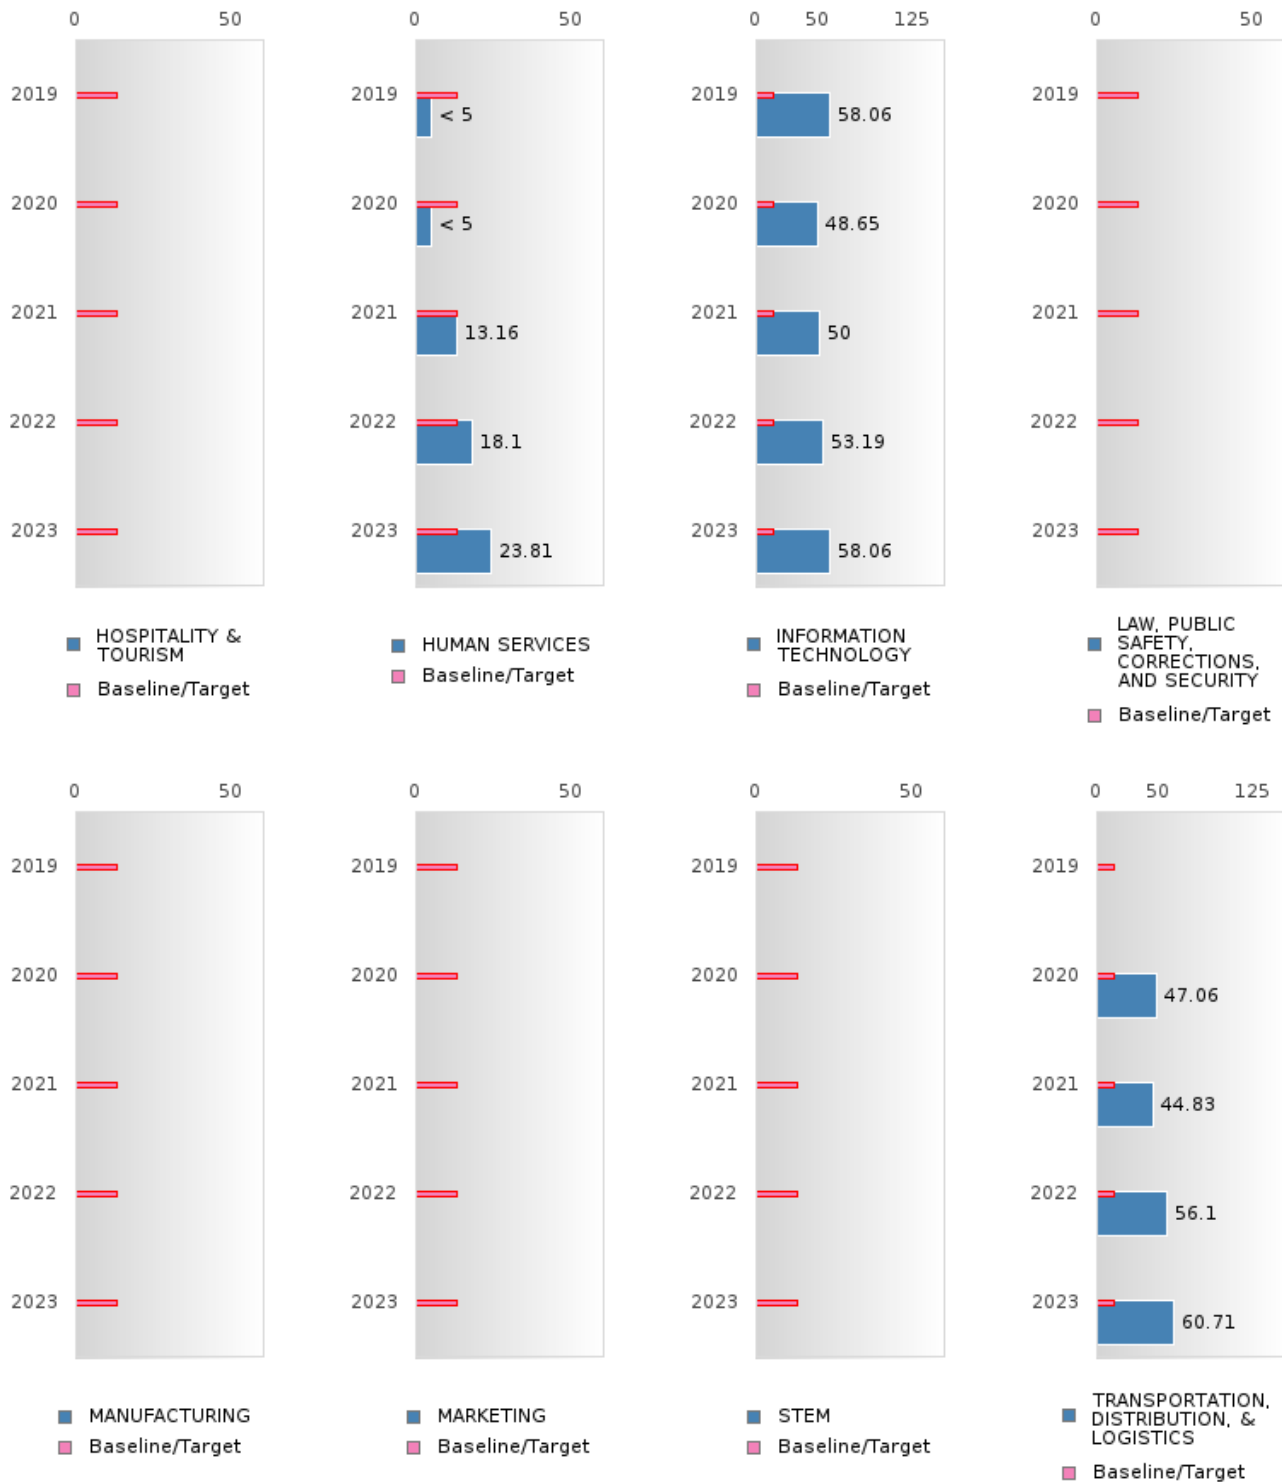 0 50
2019
2020
2021
2022
2023
HOSPITALITY &
TOURISM
Baseline/Target
0 50
2019 < 5
2020 < 5
2021 13.16
2022 18.1
2023 23.81
HUMAN SERVICES
Baseline/Target
0 50 125
2019 58.06
2020 48.65
2021 50
2022 53.19
2023 58.06
INFORMATION
TECHNOLOGY
Baseline/Target
0 50
2019
2020
2021
2022
2023
LAW, PUBLIC
SAFETY,
CORRECTIONS,
AND SECURITY
Baseline/Target
0 50
2019
2020
2021
2022
2023
MANUFACTURING
Baseline/Target
0 50
2019
2020
2021
2022
2023
MARKETING
Baseline/Target
0 50
2019
2020
2021
2022
2023
STEM
Baseline/Target
0 50 125
2019
2020 47.06
2021 44.83
2022 56.1
2023 60.71
TRANSPORTATION,
DISTRIBUTION, &
LOGISTICS
Baseline/Target